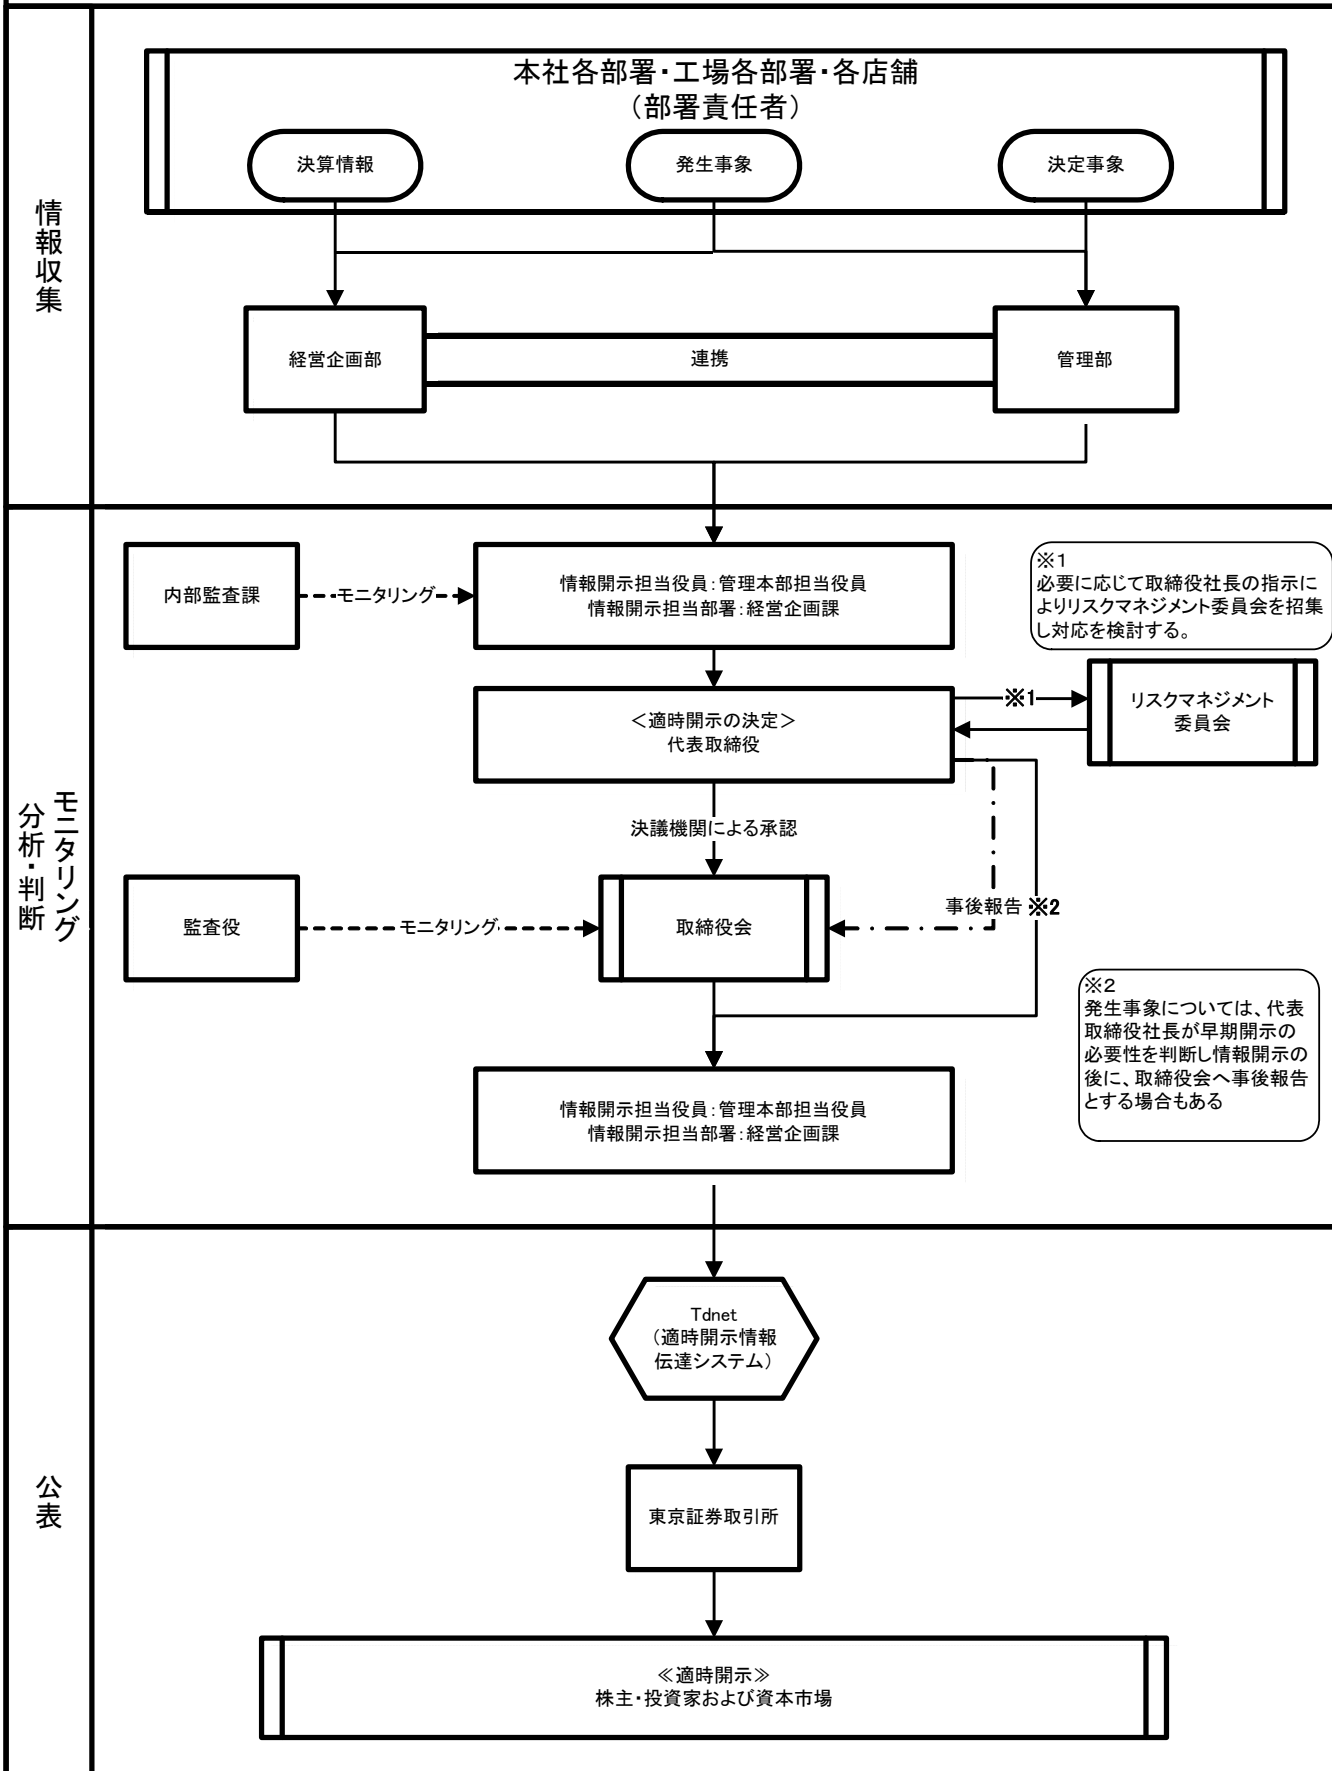 情報収集
本社各部署・工場各部署・各店舗
（部署責任者）
決算情報
発生事象
決定事象
経営企画部
連携
管理部
モニタリング
分析・判断
内部監査課
モニタリング
情報開示担当役員：管理本部担当役員
情報開示担当部署：経営企画課
※1
必要に応じて取締役社長の指示に
よりリスクマネジメント委員会を招集
し対応を検討する。
＜適時開示の決定＞
代表取締役
※1
リスクマネジメント
委員会
決議機関による承認
監査役
モニタリング
取締役会
事後報告 ※2
※2
発生事象については、代表
取締役社長が早期開示の
必要性を判断し情報開示の
後に、取締役会へ事後報告
とする場合もある
情報開示担当役員：管理本部担当役員
情報開示担当部署：経営企画課
公表
Tdnet
（適時開示情報
伝達システム）
東京証券取引所
≪適時開示≫
株主・投資家および資本市場